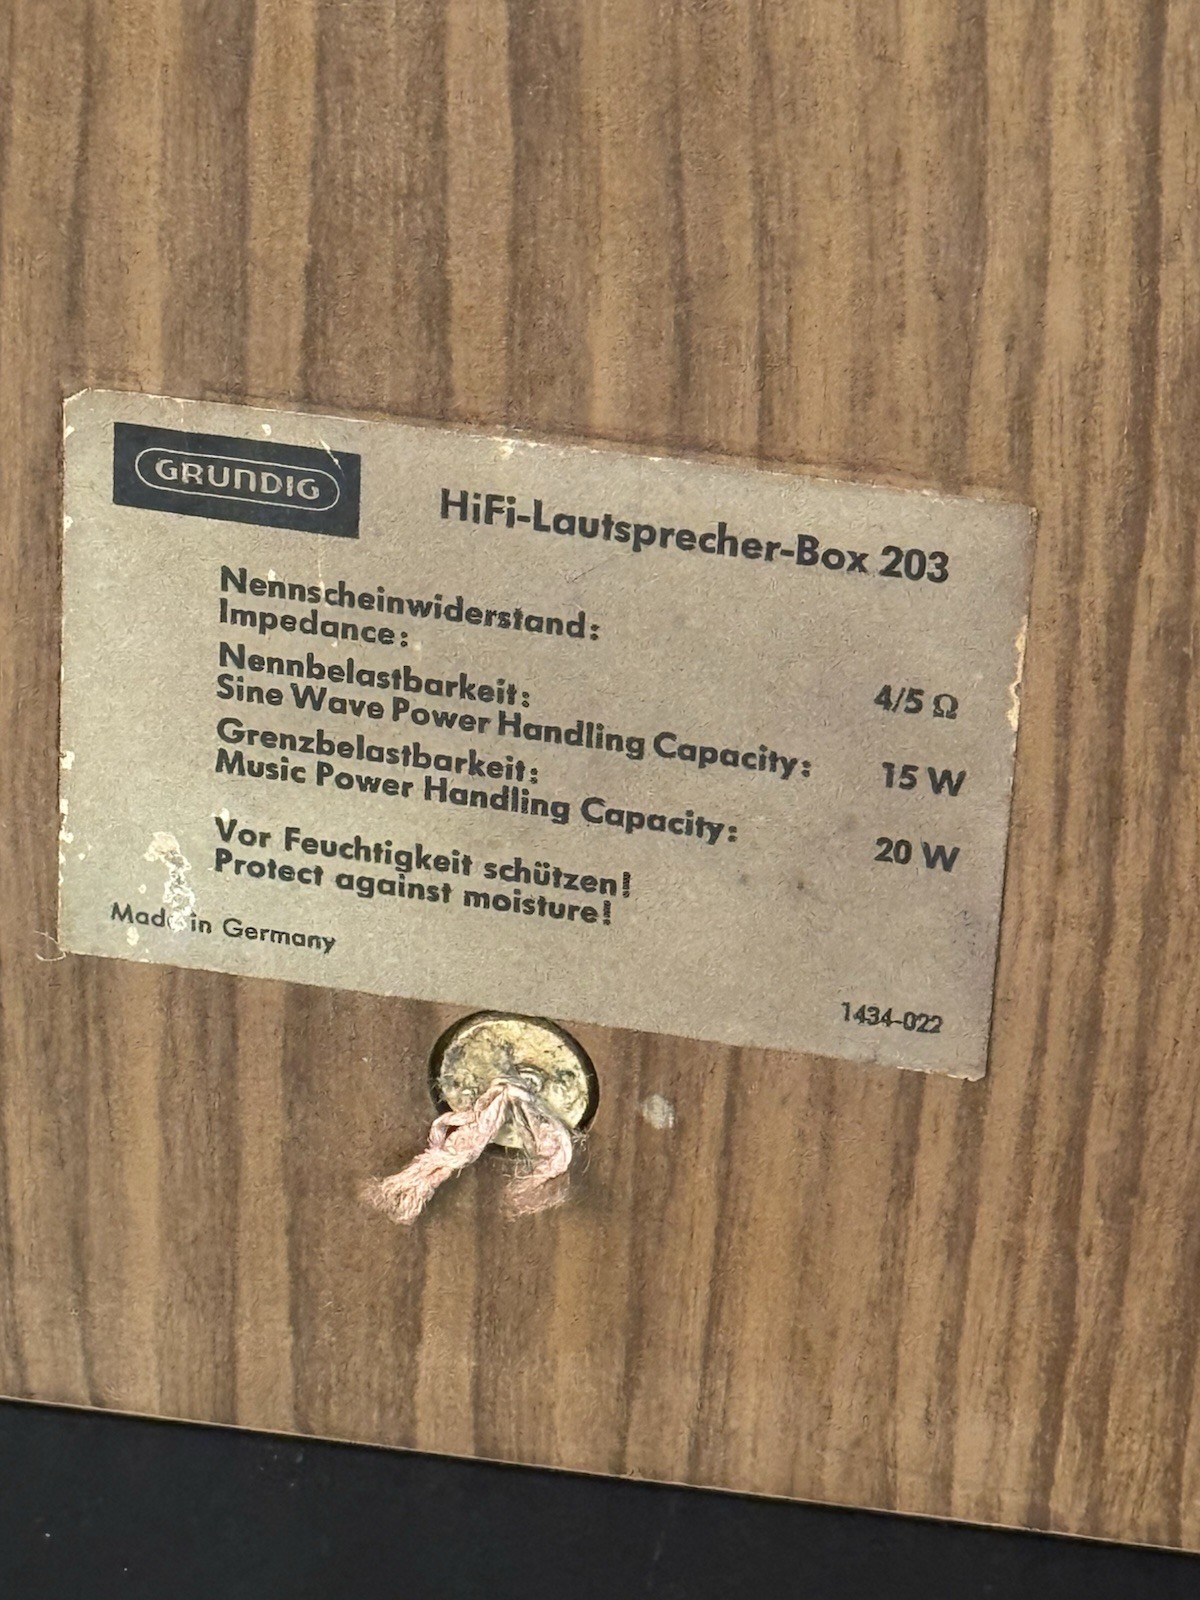 GRUNDIG
HiFi-Lautsprecher-Box 203
Nennscheinwiderstand:
Impedance: 4/5 Ω
Nennbelastbarkeit:
Sine Wave Power Handling Capacity: 15 W
Grenzbelastbarkeit:
Music Power Handling Capacity: 20 W
Vor Feuchtigkeit schützen!
Protect against moisture!
Made in Germany
1434-022